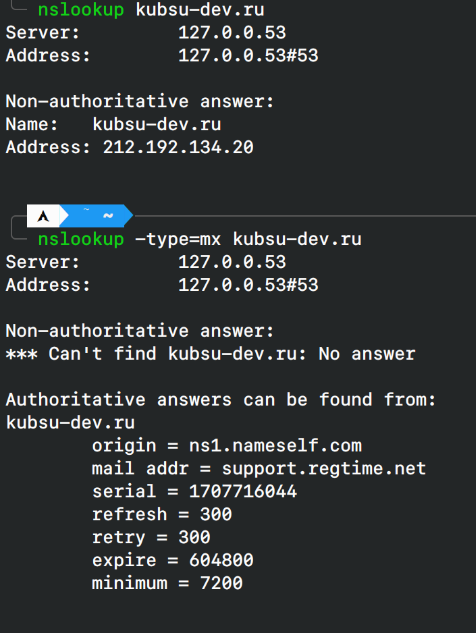 nslookup kubsu-dev.ru
Server: 127.0.0.53
Address: 127.0.0.53#53
Non-authoritative answer:
Name: kubsu-dev.ru
Address: 212.192.134.20
~
nslookup -type=mx kubsu-dev.ru
Server: 127.0.0.53
Address: 127.0.0.53#53
Non-authoritative answer:
*** Can't find kubsu-dev.ru: No answer
Authoritative answers can be found from:
kubsu-dev.ru
origin = ns1.nameself.com
mail addr = support.regtime.net
serial = 1707716044
refresh = 300
retry = 300
expire = 604800
minimum = 7200